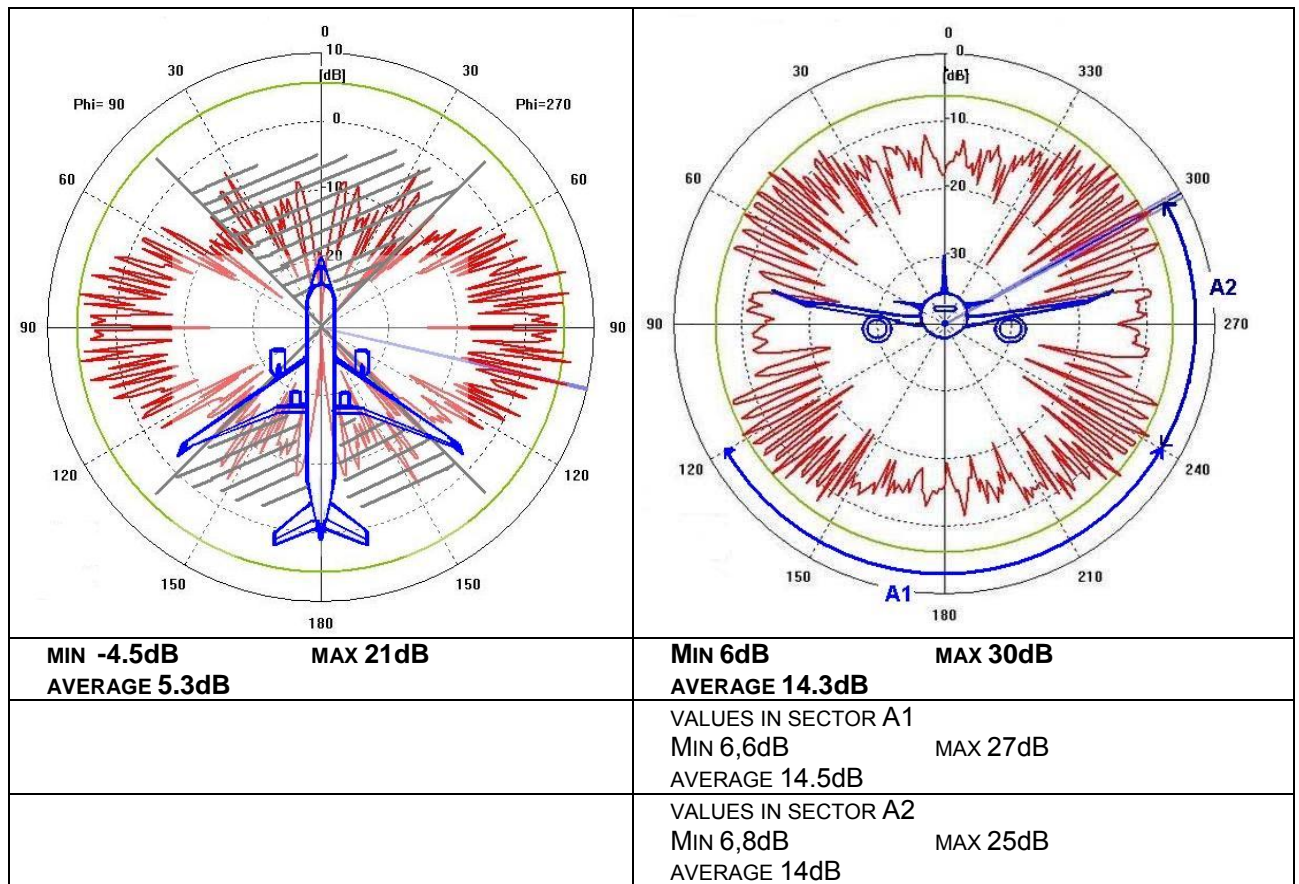 0
10
[dB]
30
30
Phi= 90
Phi=270
0
60
60
-10
-20
90
90
120
120
150
150
180
0
0
[dB]
30
330
-10
60
300
-20
-30
A2
90
270
120
240
150
210
A1
180
MIN -4.5dB MAX 21dB
AVERAGE 5.3dB
MIN 6dB MAX 30dB
AVERAGE 14.3dB
VALUES IN SECTOR A1
MIN 6,6dB MAX 27dB
AVERAGE 14.5dB
VALUES IN SECTOR A2
MIN 6,8dB MAX 25dB
AVERAGE 14dB